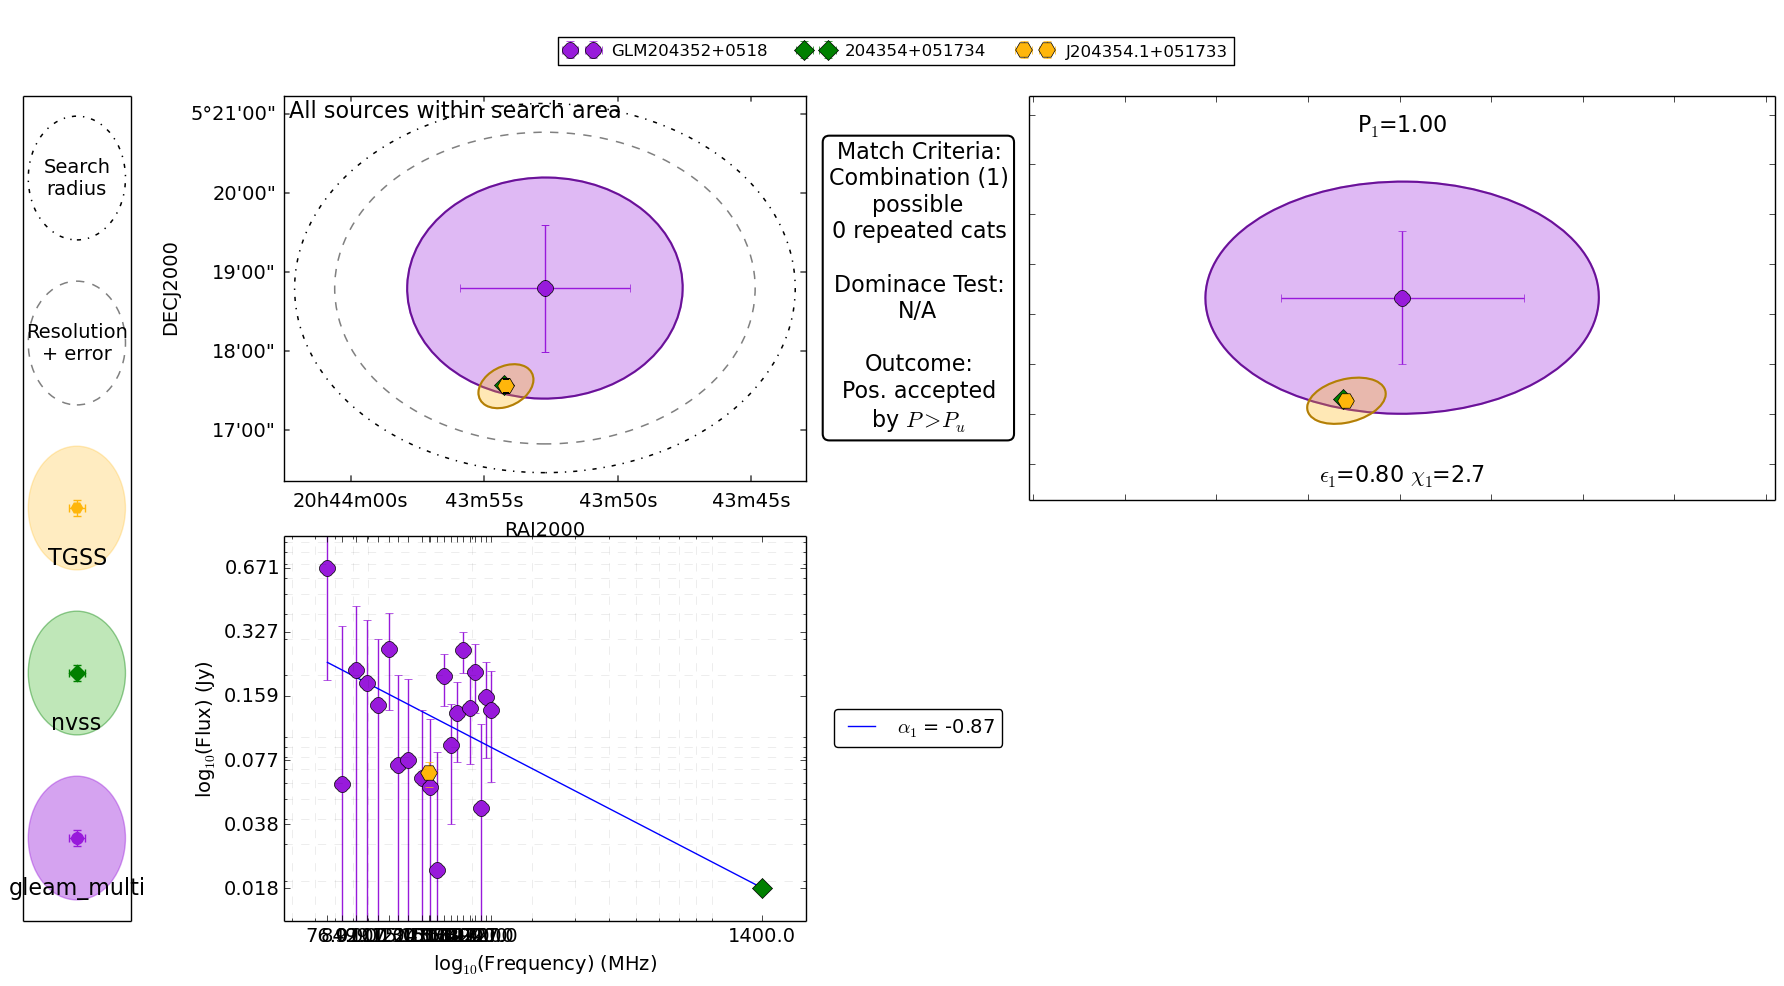 GLM204352+0518
204354+051734
J204354.1+051733
Search
radius
Resolution
+ error
TGSS
nvss
gleam_multi
All sources within search area
5°21'00"
20'00"
19'00"
18'00"
17'00"
DECJ2000
20h44m00s
43m55s
43m50s
43m45s
RAJ2000
Match Criteria:
Combination (1)
possible
0 repeated cats
Dominace Test:
N/A
Outcome:
Pos. accepted
by P>Pu
P1=1.00
ϵ1=0.80 χ1=2.7
0.671
0.327
0.159
0.077
0.038
0.018
log10(Flux) (Jy)
1400.0
log10(Frequency) (MHz)
α1 = -0.87